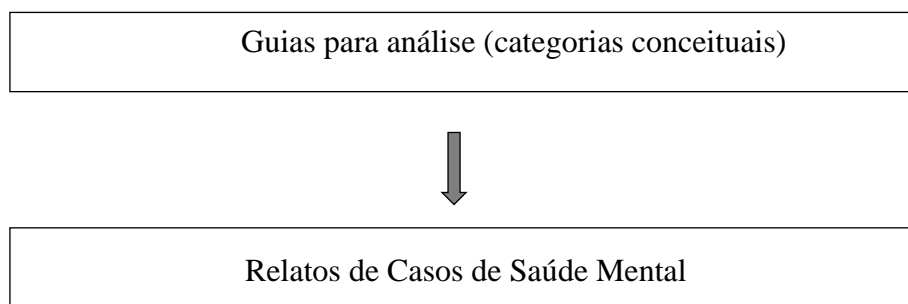 Guias para análise (categorias conceituais)
Relatos de Casos de Saúde Mental